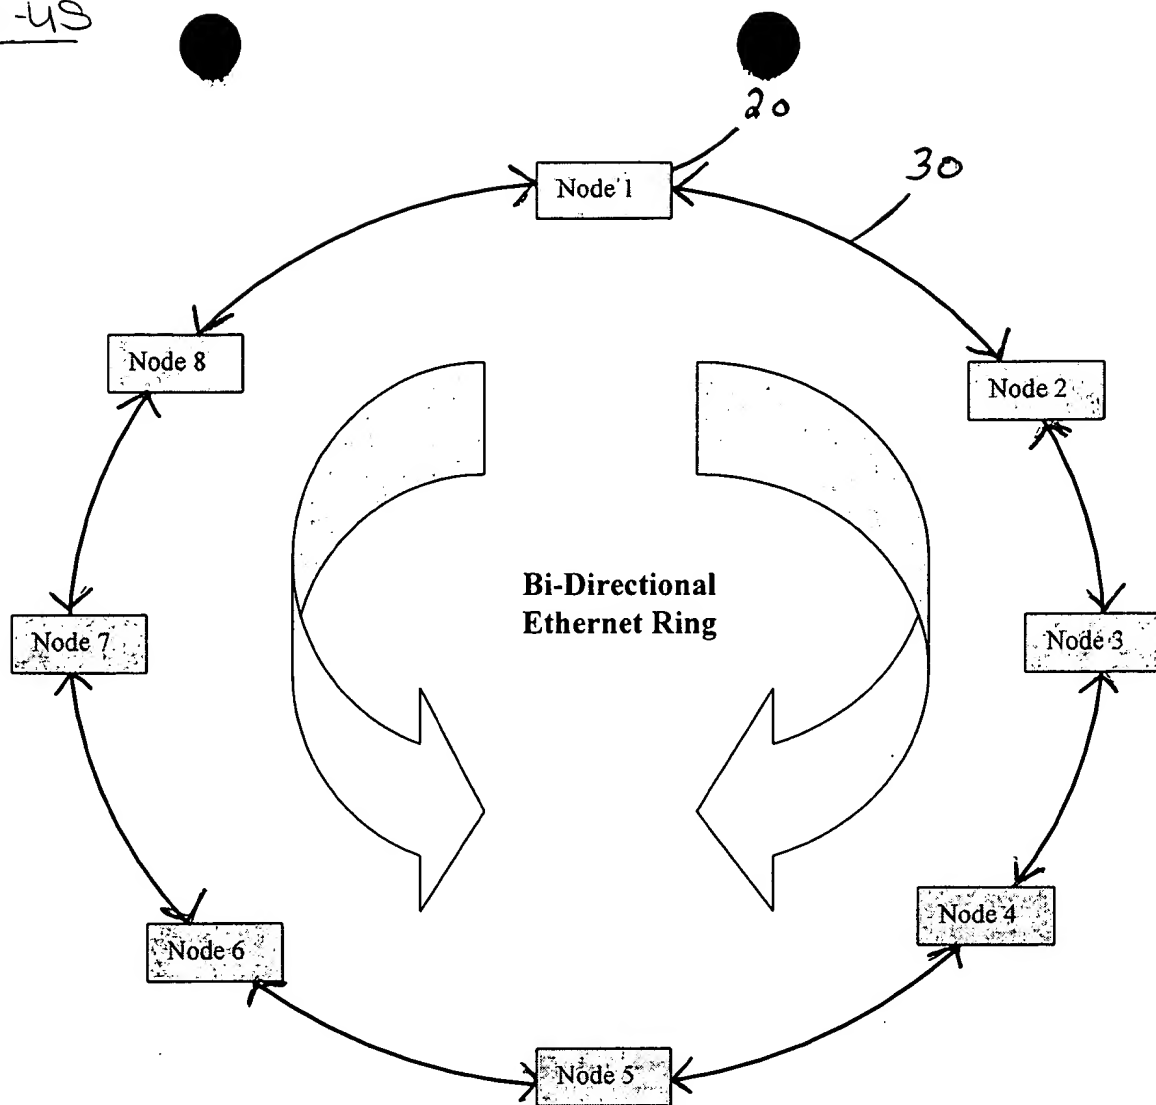 -US
20
30
Node 1
Node 8
Node 2
Bi-Directional
Ethernet Ring
Node 7
Node 3
Node 4
Node 6
Node 5